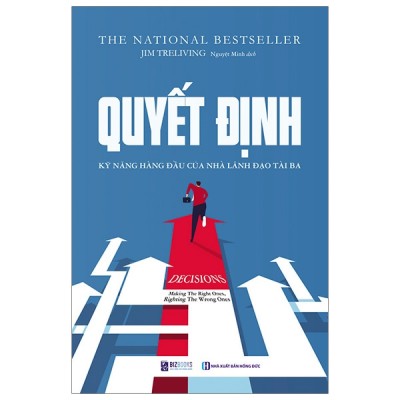 THE NATIONAL BESTSELLER
JIM TRELIVING Nguyệt Minh dịch
QUYẾT ĐỊNH
KỸ NĂNG HÀNG ĐẦU CỦA NHÀ LÃNH ĐẠO TÀI BA
DECISIONS
Making The Right Ones,
Righting The Wrong Ones
BIZBOOKS
NHÀ XUẤT BẢN HỒNG ĐỨC